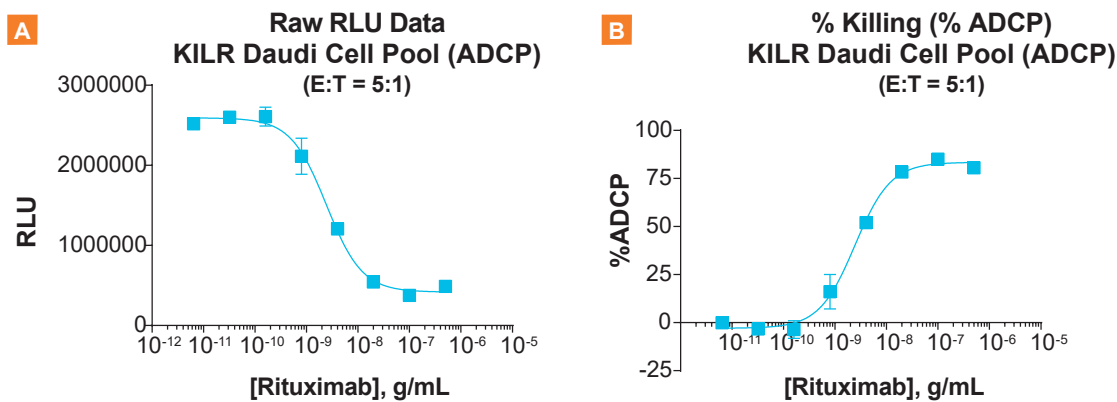 A
Raw RLU Data
KILR Daudi Cell Pool (ADCP)
(E:T = 5:1)
3000000
2000000
1000000
0
RLU
10-12 10-11 10-10 10-9 10-8 10-7 10-6 10-5
[Rituximab], g/mL
B
% Killing (% ADCP)
KILR Daudi Cell Pool (ADCP)
(E:T = 5:1)
100
75
50
25
0
-25
%ADCP
10-11 10-10 10-9 10-8 10-7 10-6 10-5
[Rituximab], g/mL